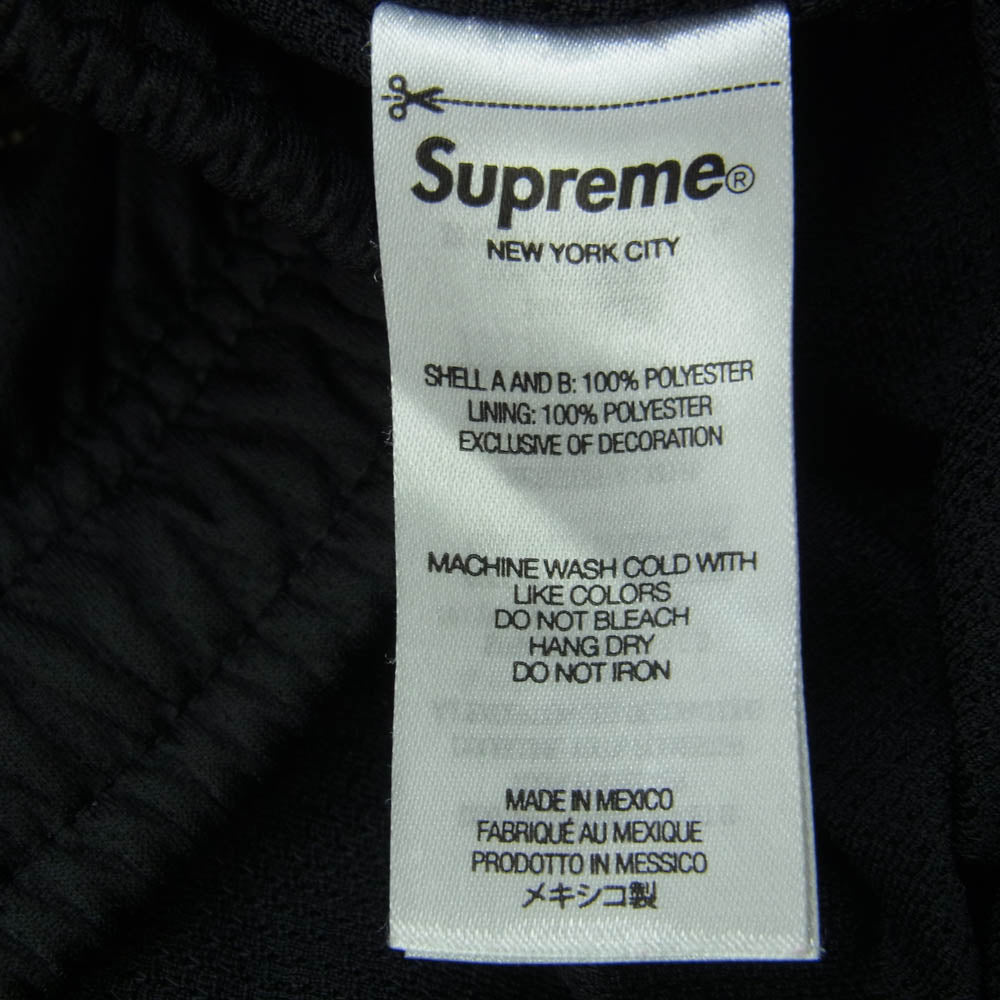 Supreme®
NEW YORK CITY
SHELL A AND B: 100% POLYESTER
LINING: 100% POLYESTER
EXCLUSIVE OF DECORATION
MACHINE WASH COLD WITH
LIKE COLORS
DO NOT BLEACH
HANG DRY
DO NOT IRON
MADE IN MEXICO
FABRIQUÉ AU MEXIQUE
PRODOTTO IN MESSICO
メキシコ製